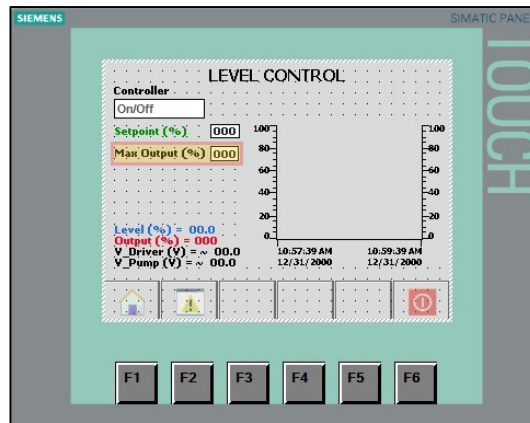 SIEMENS
SIMATIC PANE
TOUCH
LEVEL CONTROL
Controller
On/Off
Setpoint (%) 000
Max Output (%) 000
100 100
80 80
60 60
40 40
20 20
0 0
Level (%) = 00.0
Output (%) = 000
V_Driver (V) = ~ 00.0
V_Pump (V) = ~ 00.0
10:57:39 AM 10:59:39 AM
12/31/2000 12/31/2000
F1 F2 F3 F4 F5 F6